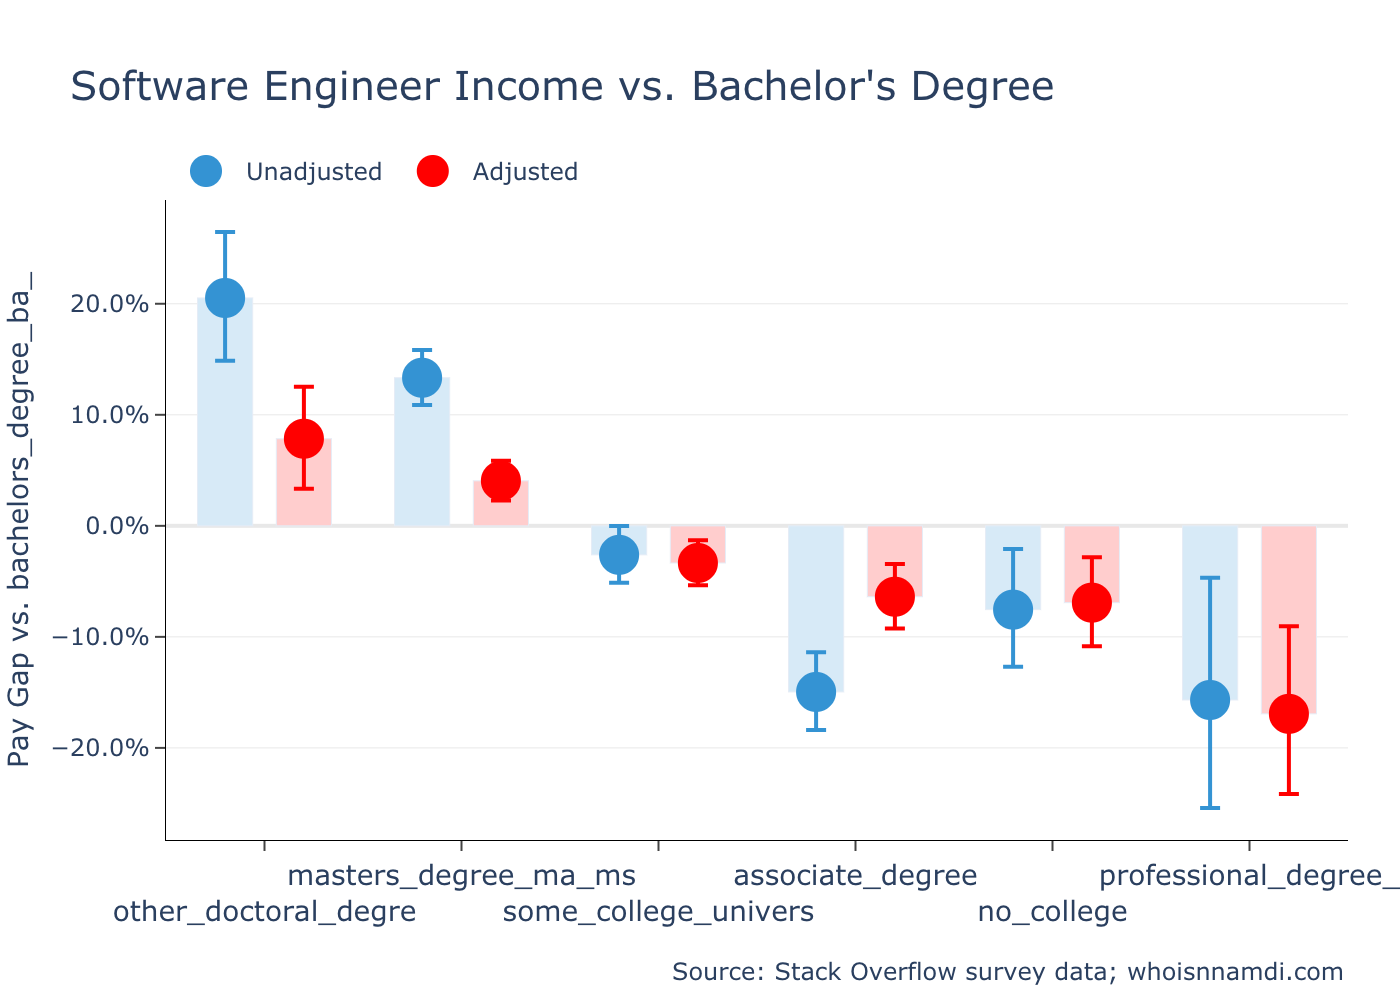 Software Engineer Income vs. Bachelor's Degree
Unadjusted
Adjusted
Pay Gap vs. bachelors_degree_ba_
20.0%
10.0%
0.0%
−10.0%
−20.0%
masters_degree_ma_ms
associate_degree
professional_degree_
other_doctoral_degre
some_college_univers
no_college
Source: Stack Overflow survey data; whoisnnamdi.com